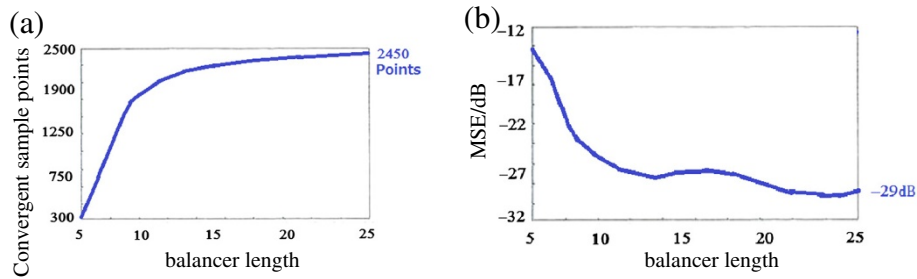 (a)
Convergent sample points
2500
1900
1250
750
300
5 10 15 20 25
balancer length
2450
Points
(b)
MSE/dB
−12
−17
−22
−27
−32
5 10 15 20 25
balancer length
−29dB